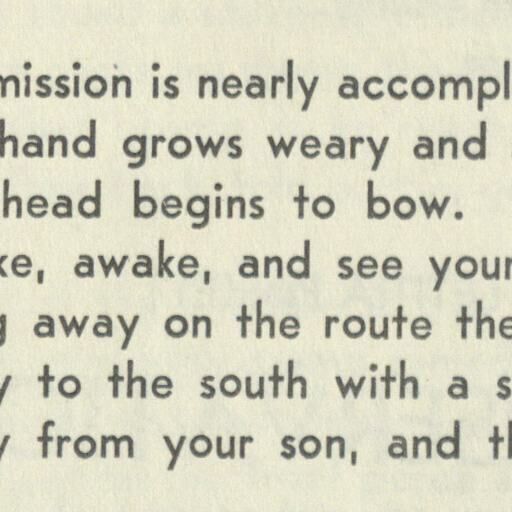 mission is nearly accompl
hand grows weary and
head begins to bow.
ke, awake, and see your
g away on the route the
y to the south with a s
y from your son, and th